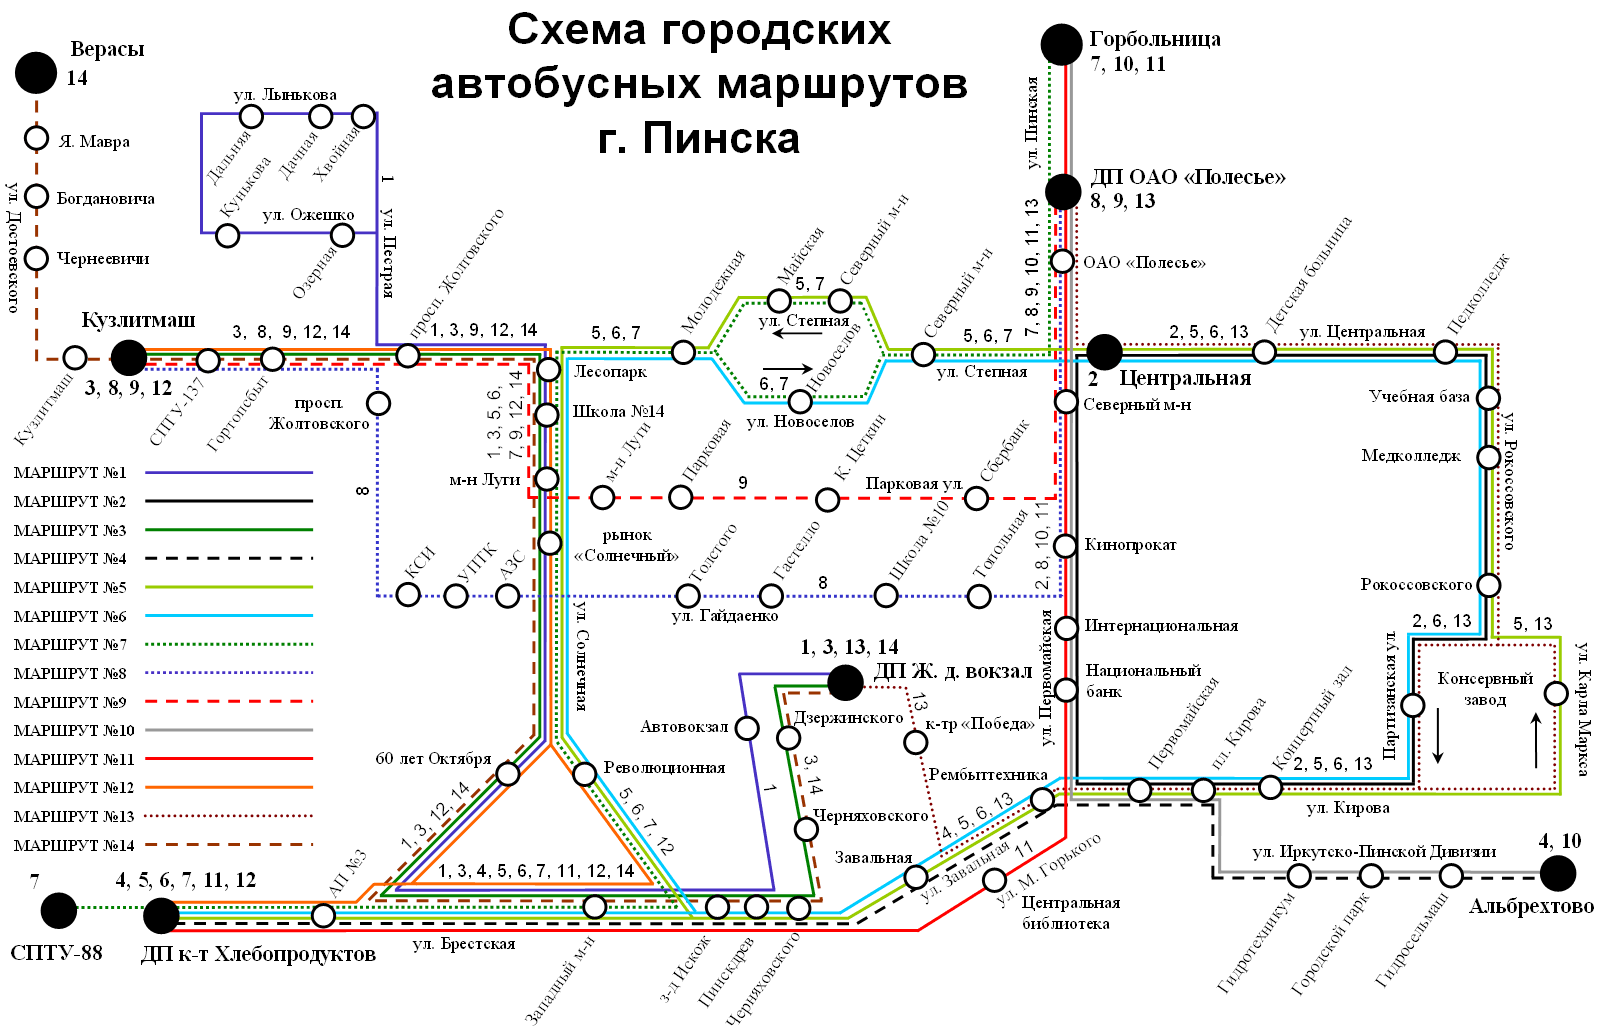 Схема городских
автобусных маршрутов
г. Пинска
Верасы
14
Я. Мавра
Богдановича
Чернеевичи
ул. Достоевского
Кузлитмаш
Кузлитмаш
3, 8, 9, 12
ул. Лынькова
Дальняя
Дачная
Хвойная
Кунькова
ул. Ожешко
Озерная
1
ул. Пестрая
3, 8, 9, 12, 14
СПТУ-137
Гортопсбыт
просп. Жолтовского
1, 3, 9, 12, 14
просп.
Жолтовского
8
Лесопарк
Школа №14
1, 3, 5, 6,
7, 9, 12, 14
м-н Луги
рынок
«Солнечный»
ул. Солнечная
5, 6, 7
Молодежная
Майская
Северный м-н
5, 7
ул. Степная
6, 7
Новоселов
ул. Новоселов
Северный м-н
5, 6, 7
ул. Степная
м-н Луги
Парковая
9
К. Цеткин
Парковая ул.
Сбербанк
КСИ
УПТК
АЗС
Толстого
ул. Гайдаенко
Гастелло
8
Школа №10
Топольная
Горбольница
7, 10, 11
ул. Пинская
ДП ОАО «Полесье»
8, 9, 13
7, 8, 9, 10, 11, 13
ОАО «Полесье»
2
Центральная
2, 5, 6, 13
Детская больница
ул. Центральная
Педколледж
Северный м-н
Кинопрокат
2, 8, 10, 11
Интернациональная
ул. Первомайская
Национальный
банк
Учебная база
Медколледж
ул. Рокоссовского
Рокоссовского
2, 6, 13
5, 13
Партизанская ул.
Консервный
завод
ул. Карла Маркса
Первомайская
пл. Кирова
Концертный зал
2, 5, 6, 13
ул. Кирова
МАРШРУТ №1
МАРШРУТ №2
МАРШРУТ №3
МАРШРУТ №4
МАРШРУТ №5
МАРШРУТ №6
МАРШРУТ №7
МАРШРУТ №8
МАРШРУТ №9
МАРШРУТ №10
МАРШРУТ №11
МАРШРУТ №12
МАРШРУТ №13
МАРШРУТ №14
1, 3, 13, 14
ДП Ж. д. вокзал
Автовокзал
1
Дзержинского
3, 14
Черняховского
13
к-тр «Победа»
Рембыттехника
4, 5, 6, 13
Завальная
ул. Завальная
11
ул. М. Горького
Центральная
библиотека
60 лет Октября
Революционная
1, 3, 12, 14
5, 6, 7, 12
1, 3, 4, 5, 6, 7, 11, 12, 14
7
СПТУ-88
4, 5, 6, 7, 11, 12
ДП к-т Хлебопродуктов
АП №3
ул. Брестская
Западный м-н
з-д Искож
Пинскдрев
Черняховского
ул. Иркутско-Пинской Дивизии
Гидротехникум
Городской парк
Гидросельмаш
4, 10
Альбрехтово